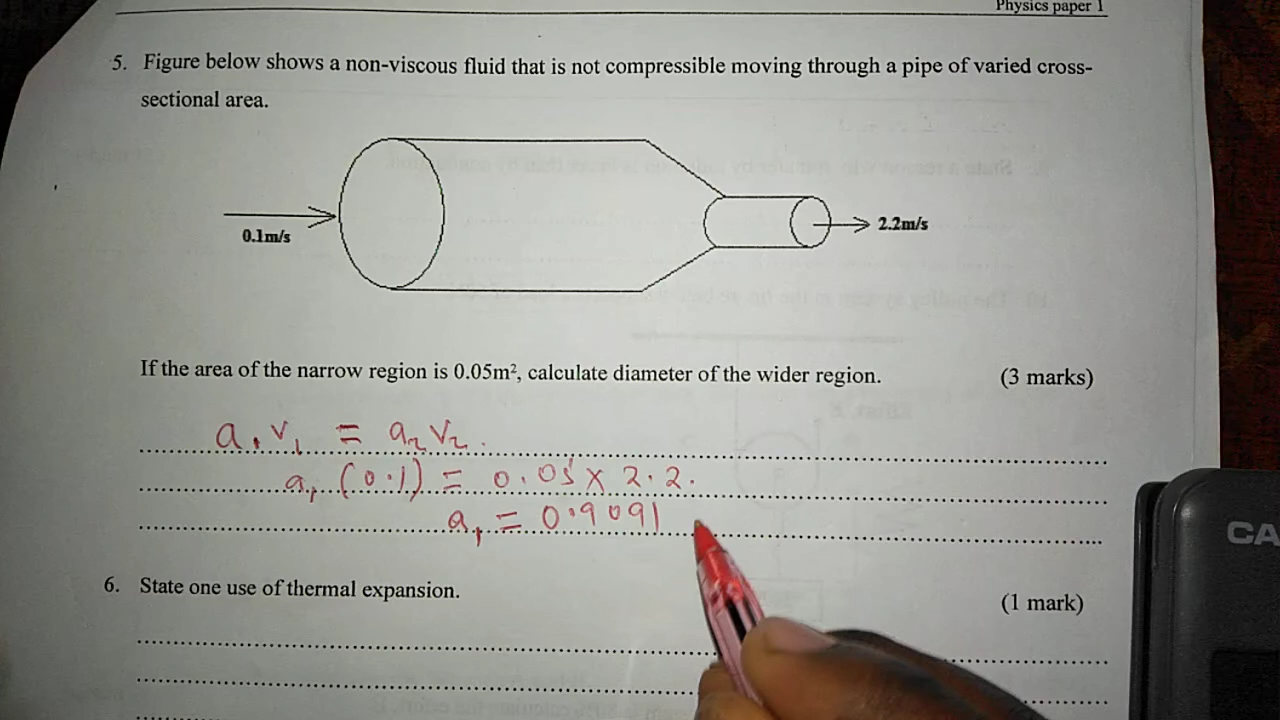 Physics paper 1
5. Figure below shows a non-viscous fluid that is not compressible moving through a pipe of varied cross-
sectional area.
0.1m/s
2.2m/s
If the area of the narrow region is 0.05m², calculate diameter of the wider region. (3 marks)
a₁v₁ = a₂v₂.
a₁ (0.1) = 0.05 x 2.2.
a₁ = 0.9091
6. State one use of thermal expansion. (1 mark)
CA